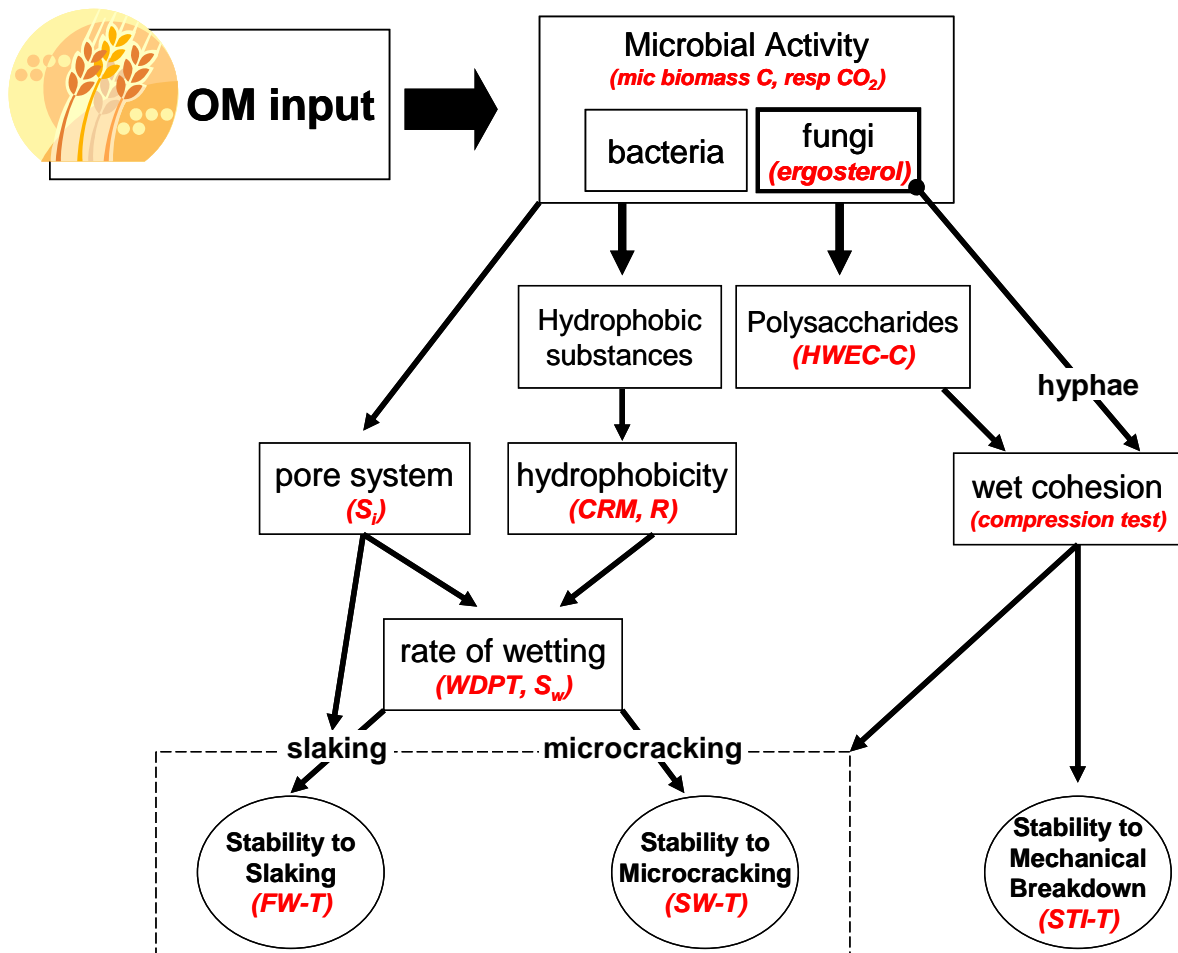 OM input
Microbial Activity
(mic biomass C, resp CO₂)
bacteria
fungi
(ergosterol)
Hydrophobic
substances
Polysaccharides
(HWEC-C)
hyphae
pore system
(Sᵢ)
hydrophobicity
(CRM, R)
wet cohesion
(compression test)
rate of wetting
(WDPT, S_w)
slaking
microcracking
Stability to
Slaking
(FW-T)
Stability to
Microcracking
(SW-T)
Stability to
Mechanical
Breakdown
(STI-T)